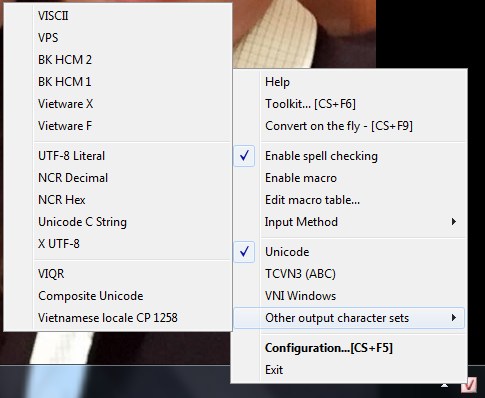 VISCII
VPS
BK HCM 2
BK HCM 1
Vietware X
Vietware F
UTF-8 Literal
NCR Decimal
NCR Hex
Unicode C String
X UTF-8
VIQR
Composite Unicode
Vietnamese locale CP 1258
Help
Toolkit... [CS+F6]
Convert on the fly - [CS+F9]
Enable spell checking
Enable macro
Edit macro table...
Input Method
Unicode
TCVN3 (ABC)
VNI Windows
Other output character sets
Configuration...[CS+F5]
Exit
V